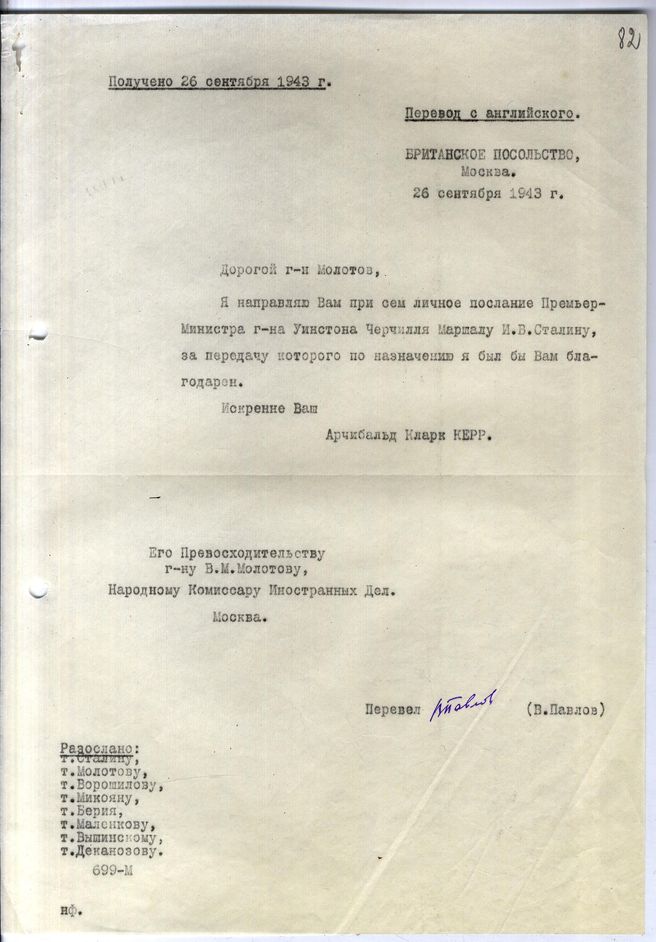 82
Получено 26 сентября 1943 г.
Перевод с английского.
БРИТАНСКОЕ ПОСОЛЬСТВО,
Москва.
26 сентября 1943 г.
Дорогой г-н Молотов,
Я направляю Вам при сем личное послание Премьер-
Министра г-на Уинстона Черчилля Маршалу И.В.Сталину,
за передачу которого по назначению я был бы Вам бла-
годарен.
Искренне Ваш
Арчибальд Кларк КЕРР.
Его Превосходительству
г-ну В.М.Молотову,
Народному Комиссару Иностранных Дел.
Москва.
Перевел ВПавлов (В.Павлов)
Разослано:
т.Сталину,
т.Молотову,
т.Ворошилову,
т.Микояну,
т.Берия,
т.Маленкову,
т.Вышинскому,
т.Деканозову.
699-М
нф.